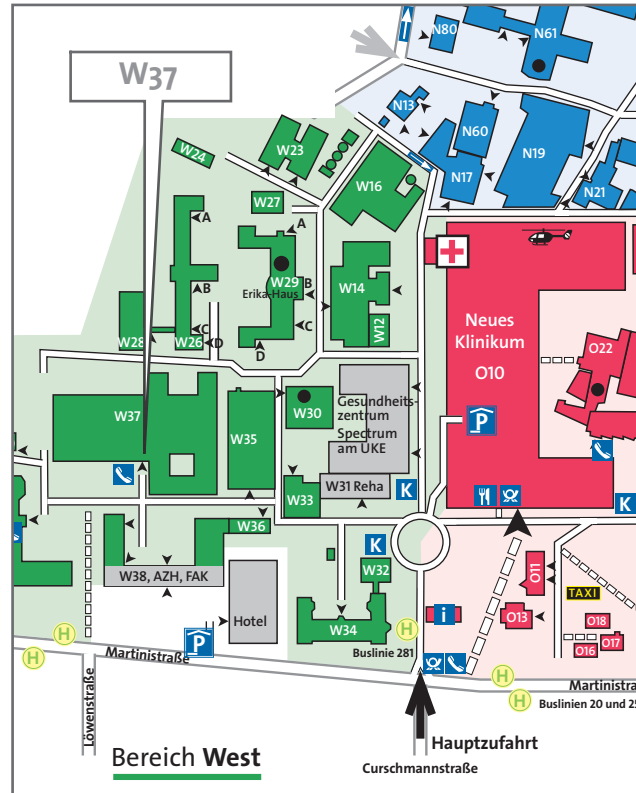 N80
N61
W37
N13
N60
N19
W23
W24
N17
W16
N21
W27
A
A
B
W29
B
Erika-Haus
W14
C
C
W12
W28
W26
D
D
Neues
Klinikum
O10
O22
W37
W35
W30
Gesundheits-
zentrum
Spectrum
am UKE
P
W31 Reha
K
W33
K
W36
K
W38, AZH, FAK
W32
O11
TAXI
Hotel
i
O13
O18
O17
O16
W34
H
P
H
H
Martinistraße
Buslinie 281
H
H
Martinistra
Buslinien 20 und 25
Löwenstraße
Hauptzufahrt
Bereich West
Curschmannstraße